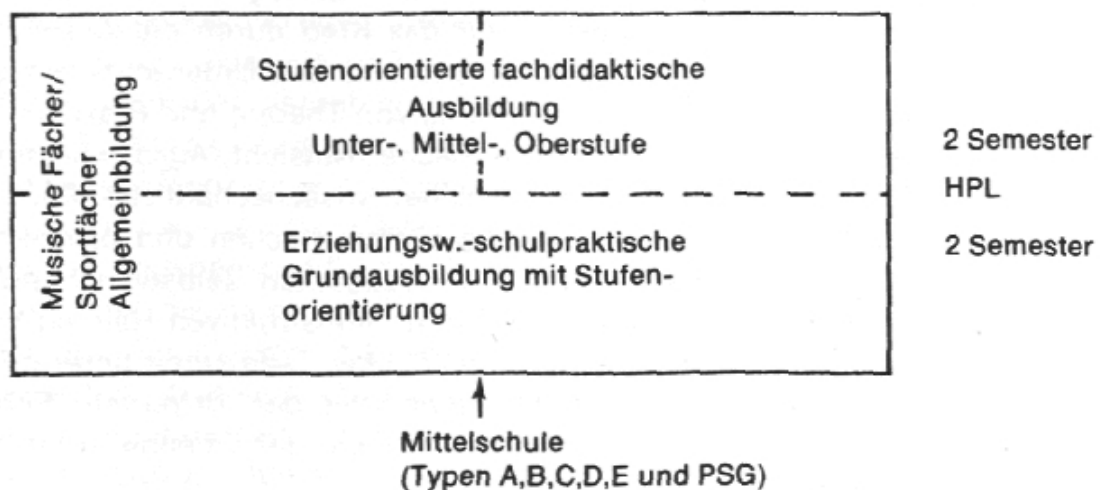 Musische Fächer/
Sportfächer
Allgemeinbildung
Stufenorientierte fachdidaktische
Ausbildung
Unter-, Mittel-, Oberstufe
2 Semester
HPL
Erziehungsw.-schulpraktische
Grundausbildung mit Stufen-
orientierung
2 Semester
Mittelschule
(Typen A,B,C,D,E und PSG)